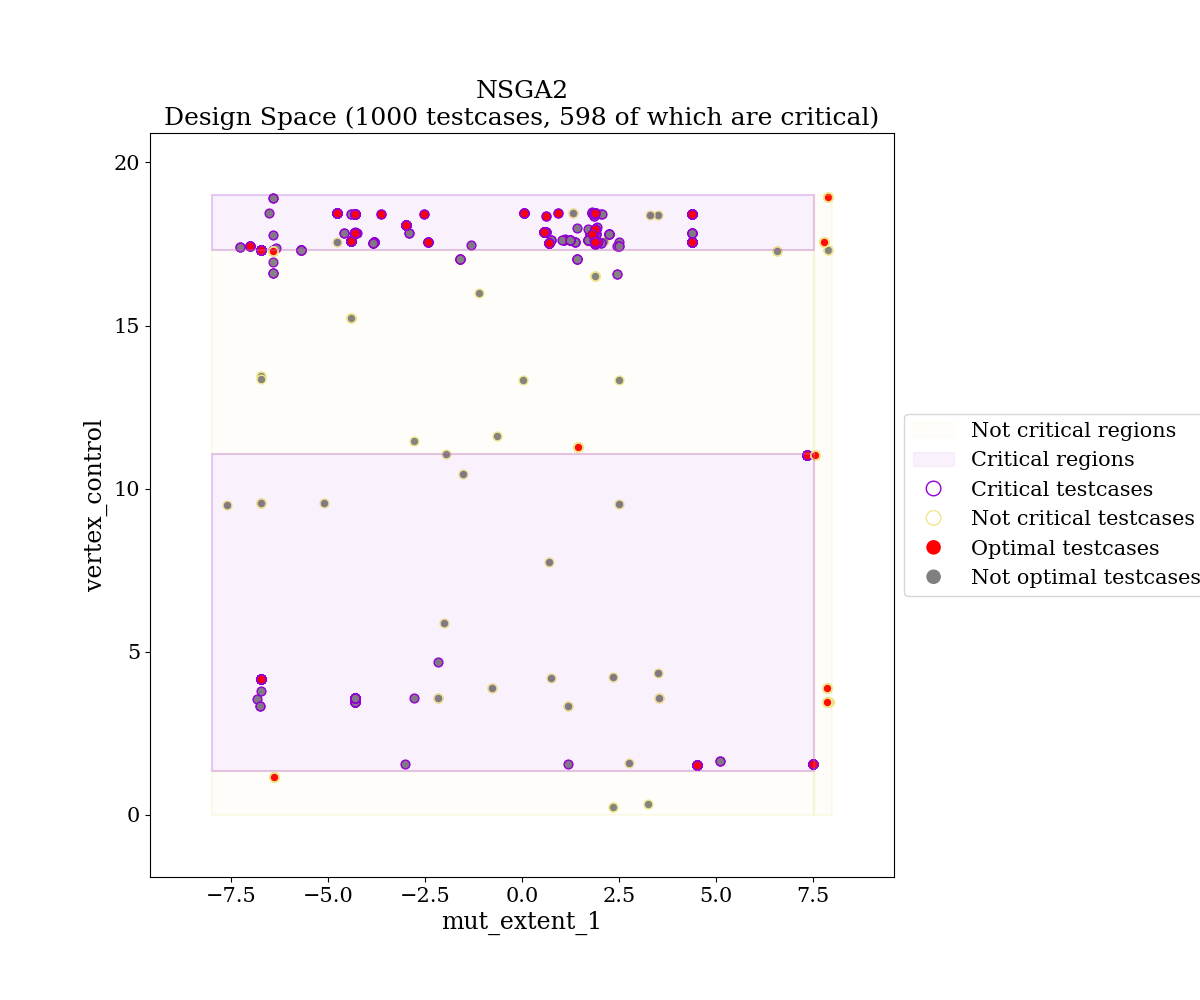 NSGA2
Design Space (1000 testcases, 598 of which are critical)
20
15
10
5
0
vertex_control
−7.5
−5.0
−2.5
0.0
2.5
5.0
7.5
mut_extent_1
Not critical regions
Critical regions
Critical testcases
Not critical testcases
Optimal testcases
Not optimal testcases